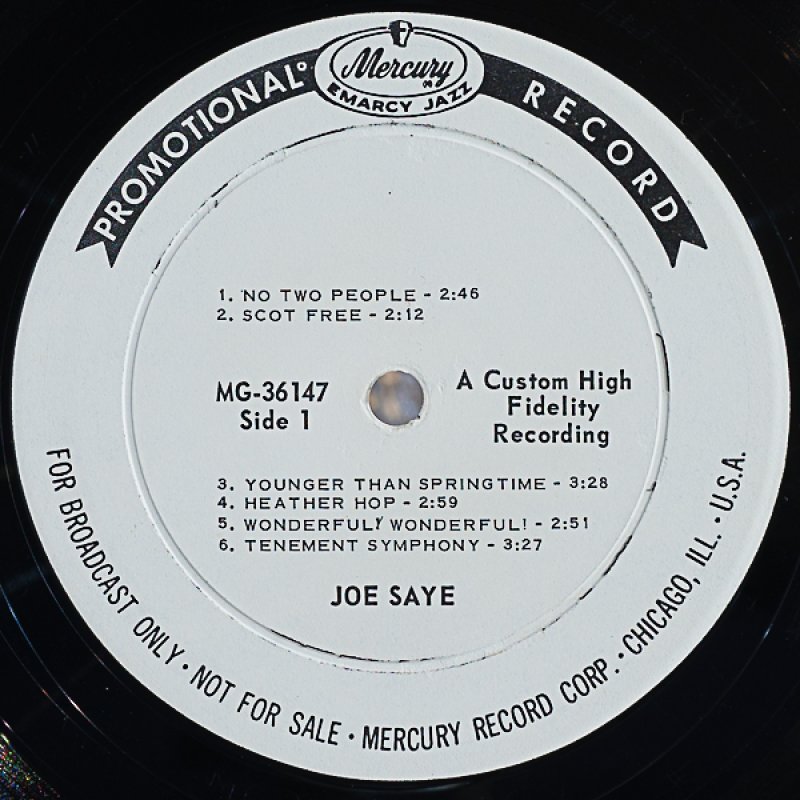 PROMOTIONAL RECORD
Mercury
EMARCY JAZZ
1. NO TWO PEOPLE - 2:46
2. SCOT FREE - 2:12
MG-36147
Side 1
A Custom High
Fidelity
Recording
3. YOUNGER THAN SPRINGTIME - 3:28
4. HEATHER HOP - 2:59
5. WONDERFUL! WONDERFUL! - 2:51
6. TENEMENT SYMPHONY - 3:27
JOE SAYE
FOR BROADCAST ONLY • NOT FOR SALE • MERCURY RECORD CORP. • CHICAGO, ILL. • U.S.A.